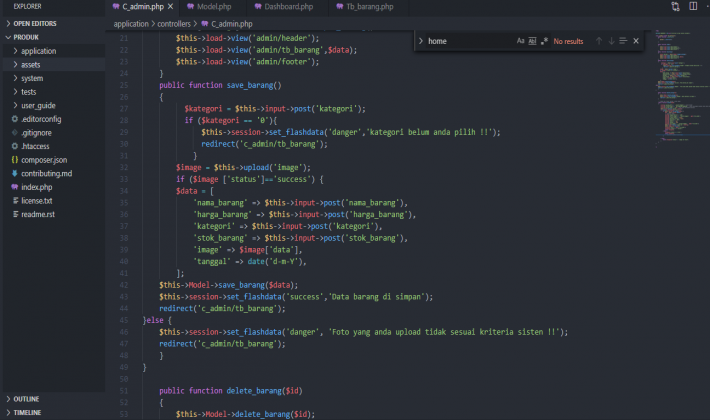 EXPLORER
C_admin.php
Model.php
Dashboard.php
Tb_barang.php
OPEN EDITORS
application > controllers > C_admin.php
PRODUK
application
assets
system
tests
user_guide
.editorconfig
.gitignore
.htaccess
composer.json
contributing.md
index.php
license.txt
readme.rst
OUTLINE
TIMELINE
home
Aa
No results
21 $this->load->view('admin/header');
22 $this->load->view('admin/tb_barang',$data);
23 $this->load->view('admin/footer');
24 }
25 public function save_barang()
26 {
27 $kategori = $this->input->post('kategori');
28 if ($kategori == '0'){
29 $this->session->set_flashdata('danger','kategori belum anda pilih !!');
30 redirect('c_admin/tb_barang');
31 }
32 $image = $this->upload('image');
33 if ($image ['status']=='success') {
34 $data = [
35 'nama_barang' => $this->input->post('nama_barang'),
36 'harga_barang' => $this->input->post('harga_barang'),
37 'kategori' => $this->input->post('kategori'),
38 'stok_barang' => $this->input->post('stok_barang'),
39 'image' => $image['data'],
40 'tanggal' => date('d-m-Y'),
41 ];
42 $this->Model->save_barang($data);
43 $this->session->set_flashdata('success','Data barang di simpan');
44 redirect('c_admin/tb_barang');
45 }else {
46 $this->session->set_flashdata('danger', 'Foto yang anda upload tidak sesuai kriteria sisten !!');
47 redirect('c_admin/tb_barang');
48 }
49 }
50
51 public function delete_barang($id)
52 {
53 $this->Model->delete_barang($id);